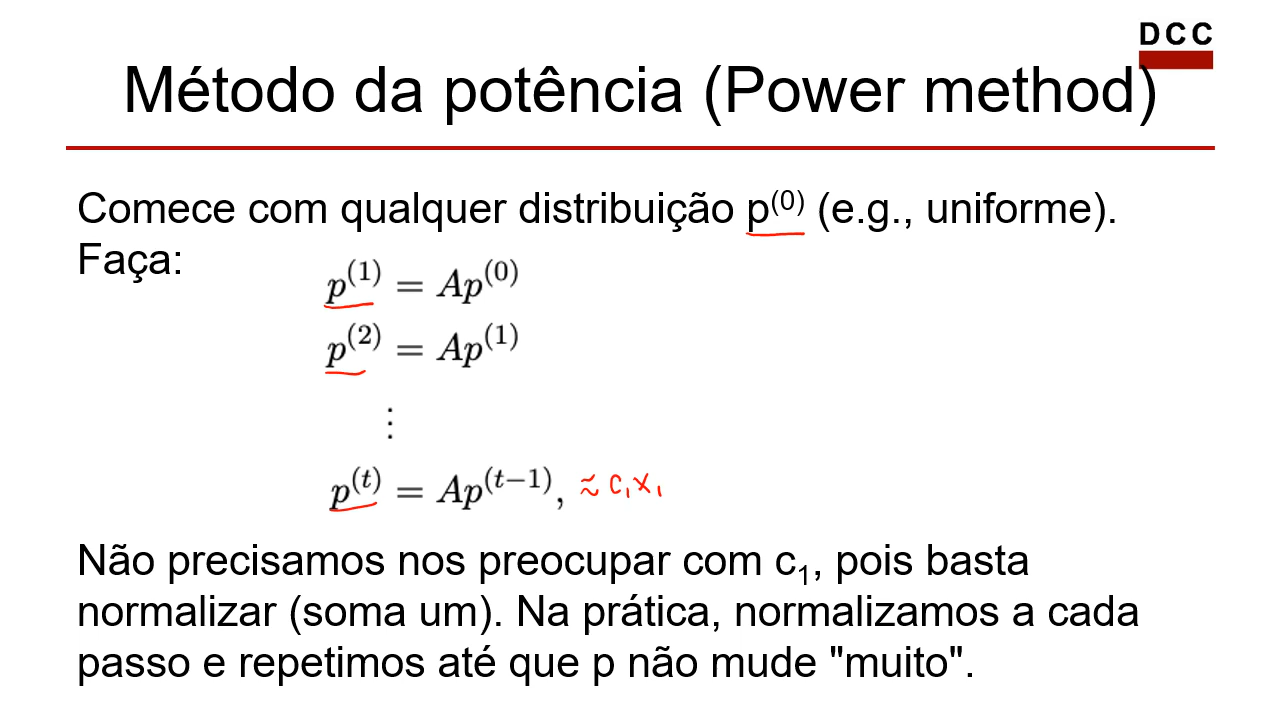 DCC
Método da potência (Power method)
Comece com qualquer distribuição p⁽⁰⁾ (e.g., uniforme).
Faça:
p⁽¹⁾ = Ap⁽⁰⁾
p⁽²⁾ = Ap⁽¹⁾
⋮
p⁽ᵗ⁾ = Ap⁽ᵗ⁻¹⁾, ≈ c₁x₁
Não precisamos nos preocupar com c₁, pois basta
normalizar (soma um). Na prática, normalizamos a cada
passo e repetimos até que p não mude "muito".